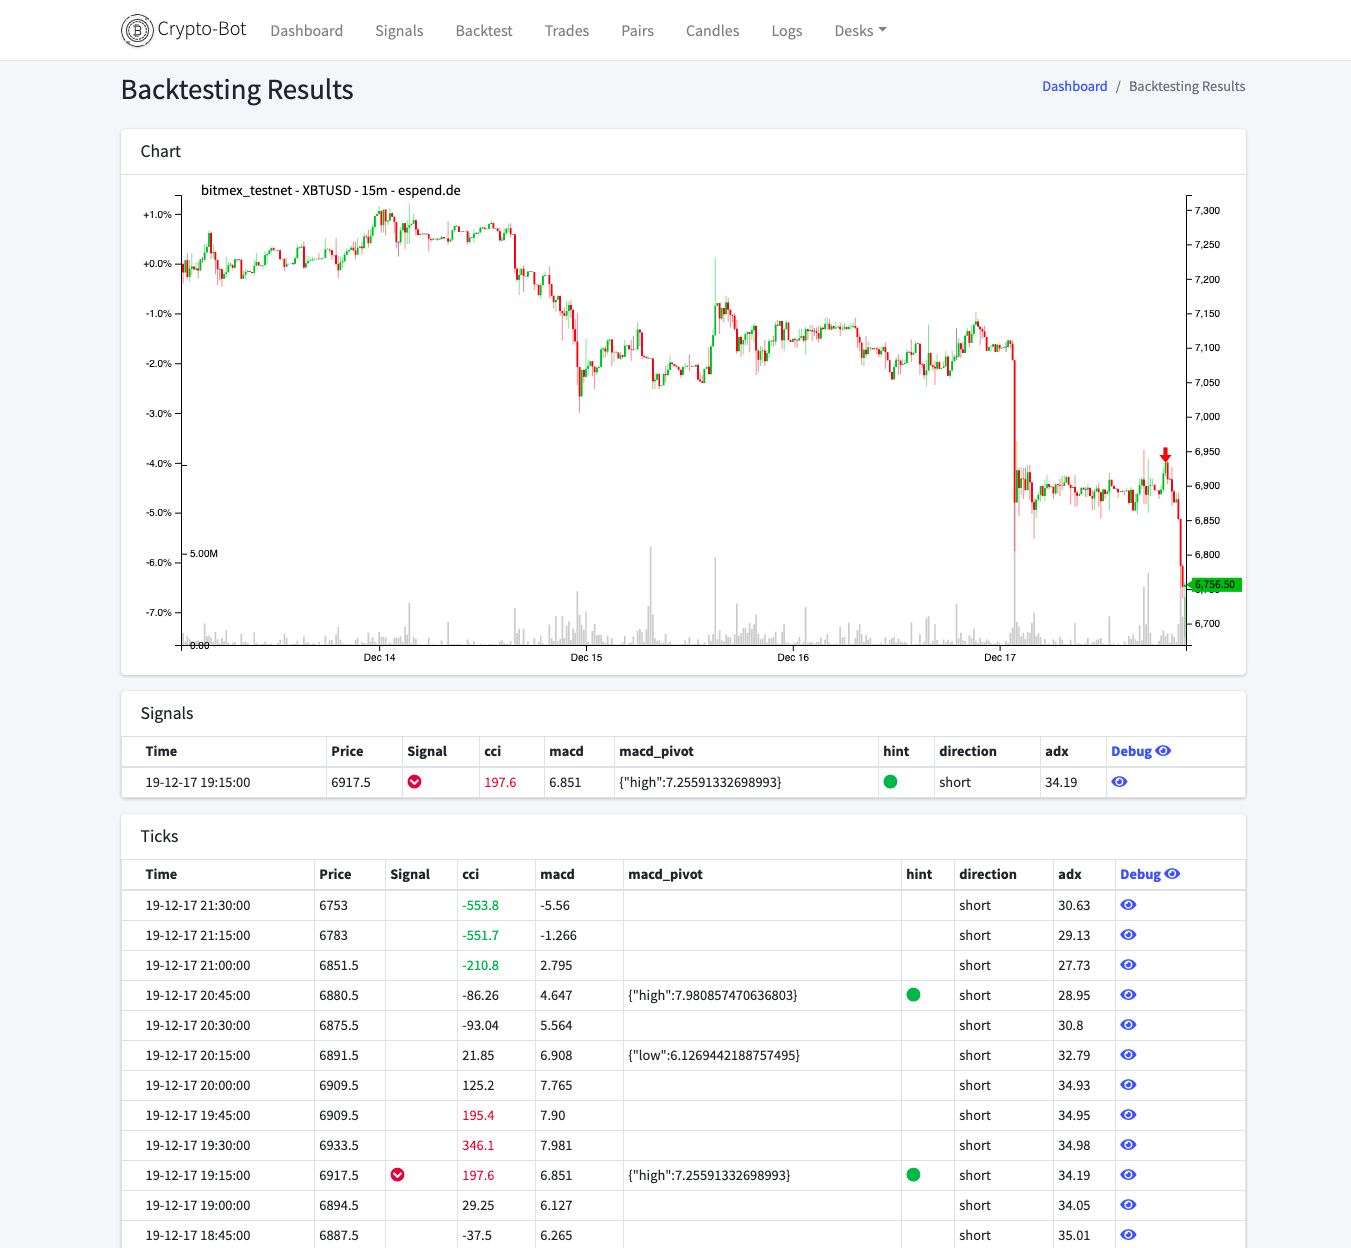 Crypto-Bot Dashboard Signals Backtest Trades Pairs Candles Logs Desks
Backtesting Results
Dashboard / Backtesting Results
Chart
bitmex_testnet - XBTUSD - 15m - espend.de
+1.0%
+0.0%
-1.0%
-2.0%
-3.0%
-4.0%
-5.0%
-6.0%
-7.0%
5.00M
0.00
7,300
7,250
7,200
7,150
7,100
7,050
7,000
6,950
6,900
6,850
6,800
6,756.50
6,700
Dec 14 Dec 15 Dec 16 Dec 17
Signals
Time Price Signal cci macd macd_pivot hint direction adx Debug
19-12-17 19:15:00 6917.5 197.6 6.851 {"high":7.25591332698993} short 34.19
Ticks
Time Price Signal cci macd macd_pivot hint direction adx Debug
19-12-17 21:30:00 6753 -553.8 -5.56 short 30.63
19-12-17 21:15:00 6783 -551.7 -1.266 short 29.13
19-12-17 21:00:00 6851.5 -210.8 2.795 short 27.73
19-12-17 20:45:00 6880.5 -86.26 4.647 {"high":7.980857470636803} short 28.95
19-12-17 20:30:00 6875.5 -93.04 5.564 short 30.8
19-12-17 20:15:00 6891.5 21.85 6.908 {"low":6.1269442188757495} short 32.79
19-12-17 20:00:00 6909.5 125.2 7.765 short 34.93
19-12-17 19:45:00 6909.5 195.4 7.90 short 34.95
19-12-17 19:30:00 6933.5 346.1 7.981 short 34.98
19-12-17 19:15:00 6917.5 197.6 6.851 {"high":7.25591332698993} short 34.19
19-12-17 19:00:00 6894.5 29.25 6.127 short 34.05
19-12-17 18:45:00 6887.5 -37.5 6.265 short 35.01